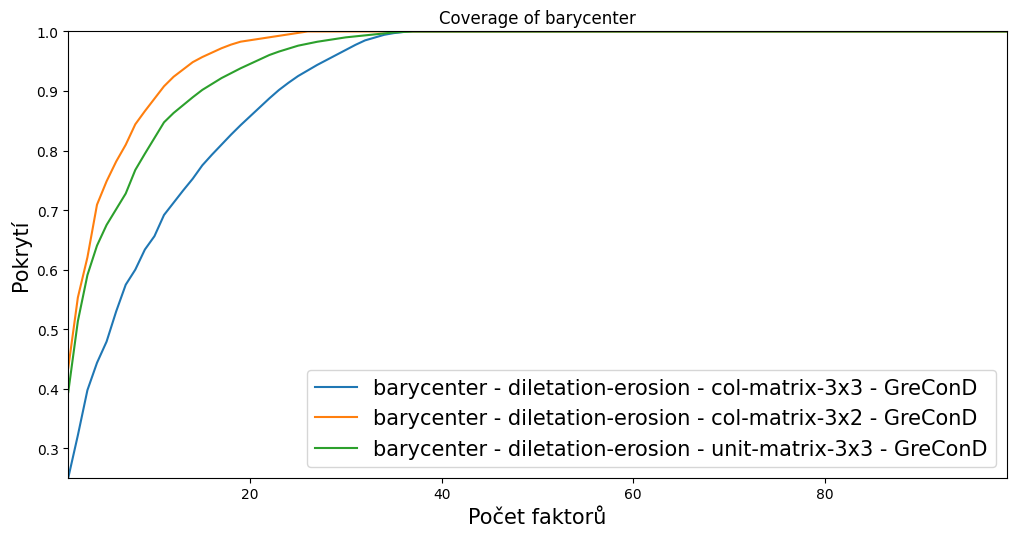 Coverage of barycenter
1.0
0.9
0.8
0.7
0.6
0.5
0.4
0.3
Pokrytí
barycenter - diletation-erosion - col-matrix-3x3 - GreConD
barycenter - diletation-erosion - col-matrix-3x2 - GreConD
barycenter - diletation-erosion - unit-matrix-3x3 - GreConD
20 40 60 80
Počet faktorů